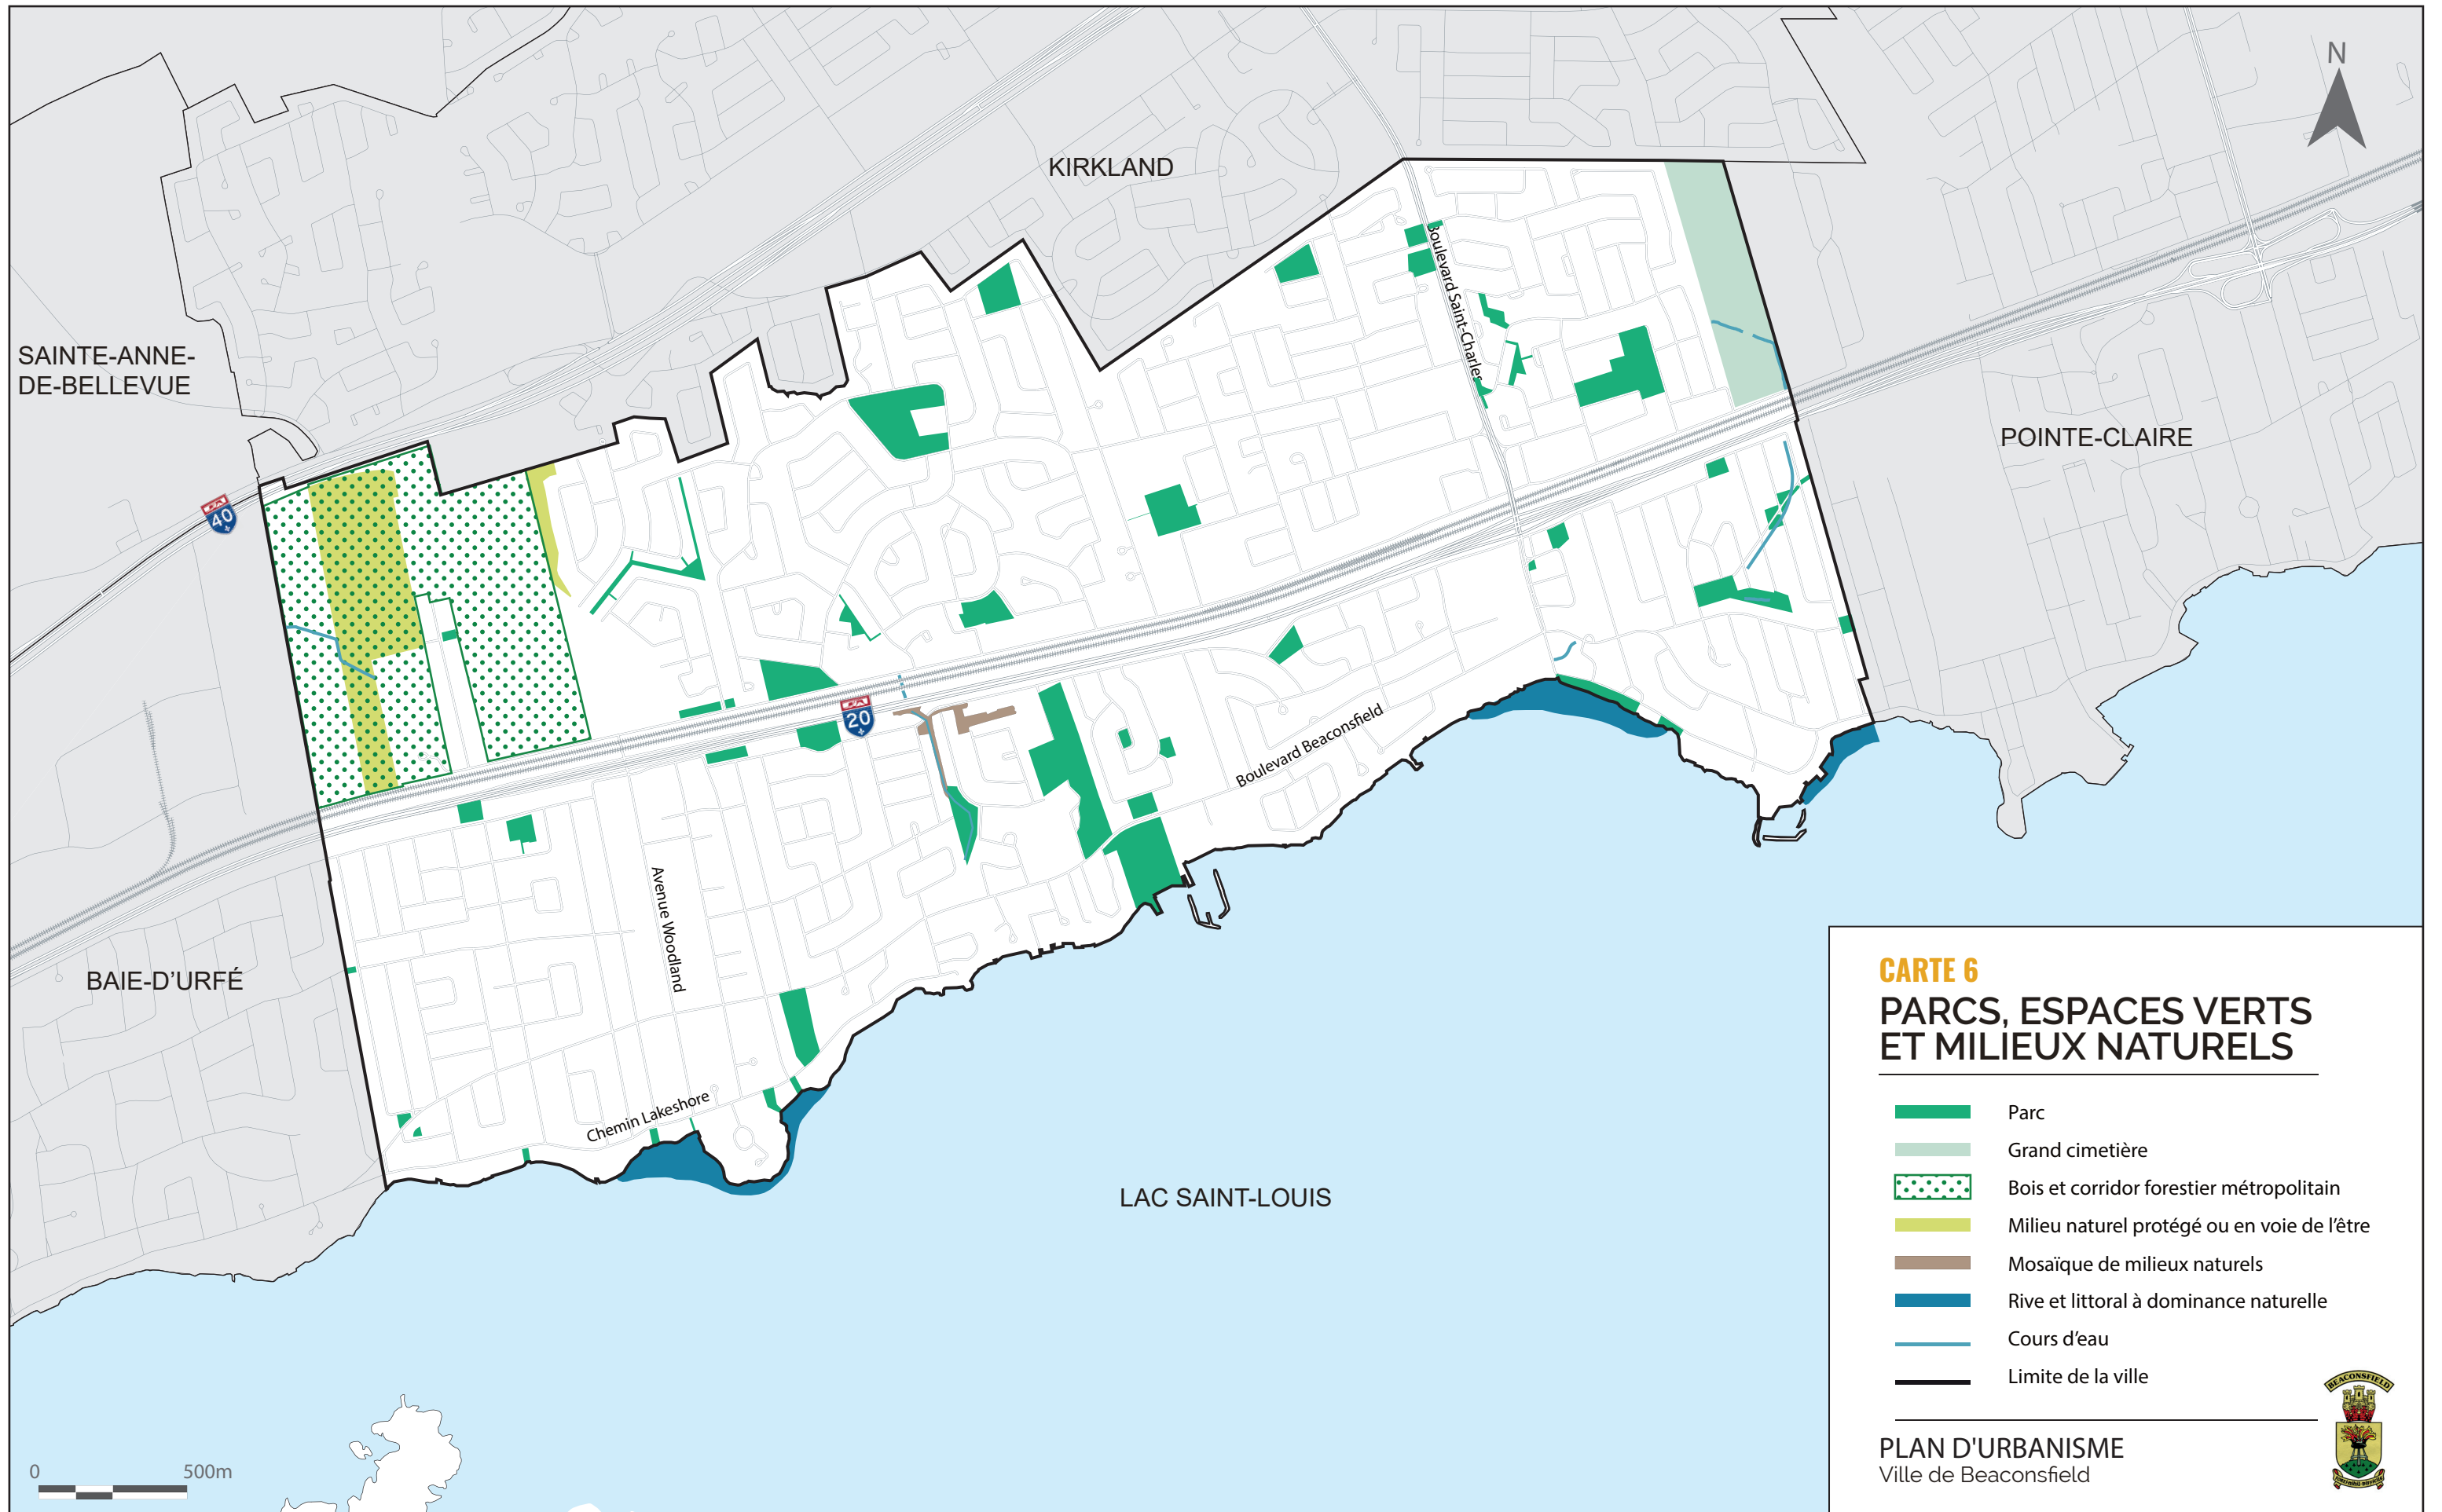 N
KIRKLAND
SAINTE-ANNE-
DE-BELLEVUE
Boulevard Saint-Charles
POINTE-CLAIRE
40
20
Boulevard Beaconsfield
Avenue Woodland
BAIE-D'URFÉ
Chemin Lakeshore
LAC SAINT-LOUIS
0 500m
CARTE 6
PARCS, ESPACES VERTS
ET MILIEUX NATURELS
Parc
Grand cimetière
Bois et corridor forestier métropolitain
Milieu naturel protégé ou en voie de l'être
Mosaïque de milieux naturels
Rive et littoral à dominance naturelle
Cours d'eau
Limite de la ville
BEACONSFIELD
PLAN D'URBANISME
Ville de Beaconsfield